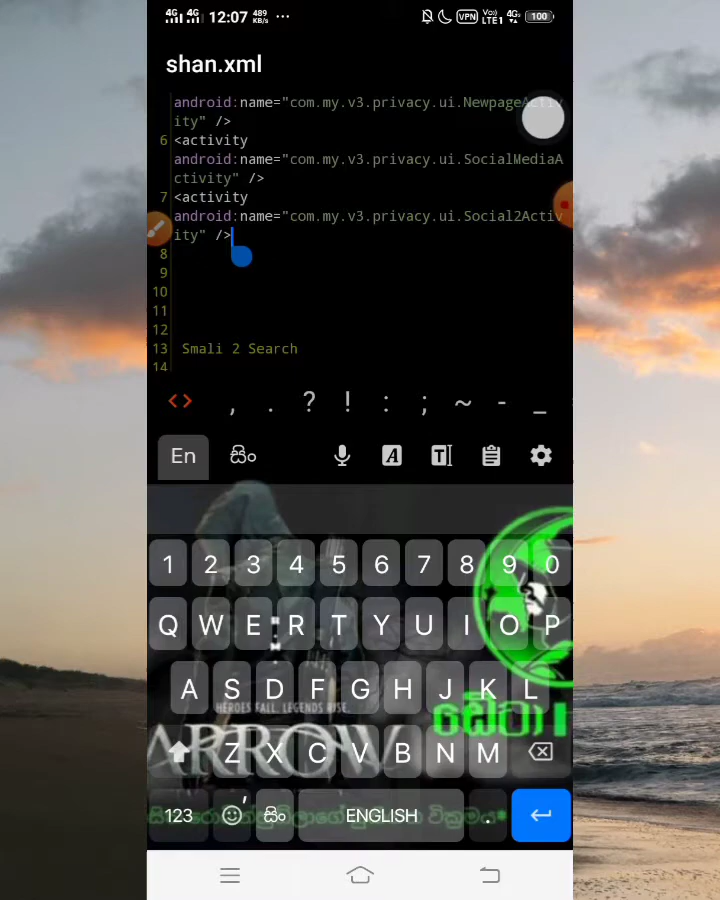 4G 4G 12:07 489 KB/s ... VPN Vo)) LTE1 4G 100
shan.xml
android:name="com.my.v3.privacy.ui.NewpageActiv
ity" />
6 <activity
android:name="com.my.v3.privacy.ui.SocialMediaA
ctivity" />
7 <activity
android:name="com.my.v3.privacy.ui.Social2Activ
ity" />
8
9
10
11
12
13 Smali 2 Search
14
<> , . ? ! : ; ~ - _
En සිං
1 2 3 4 5 6 7 8 9 0
Q W E R T Y U I O P
A S D F G H J K L
HEROES FALL. LEGENDS RISE.
ARROW
Z X C V B N M
123 , සිං ENGLISH .